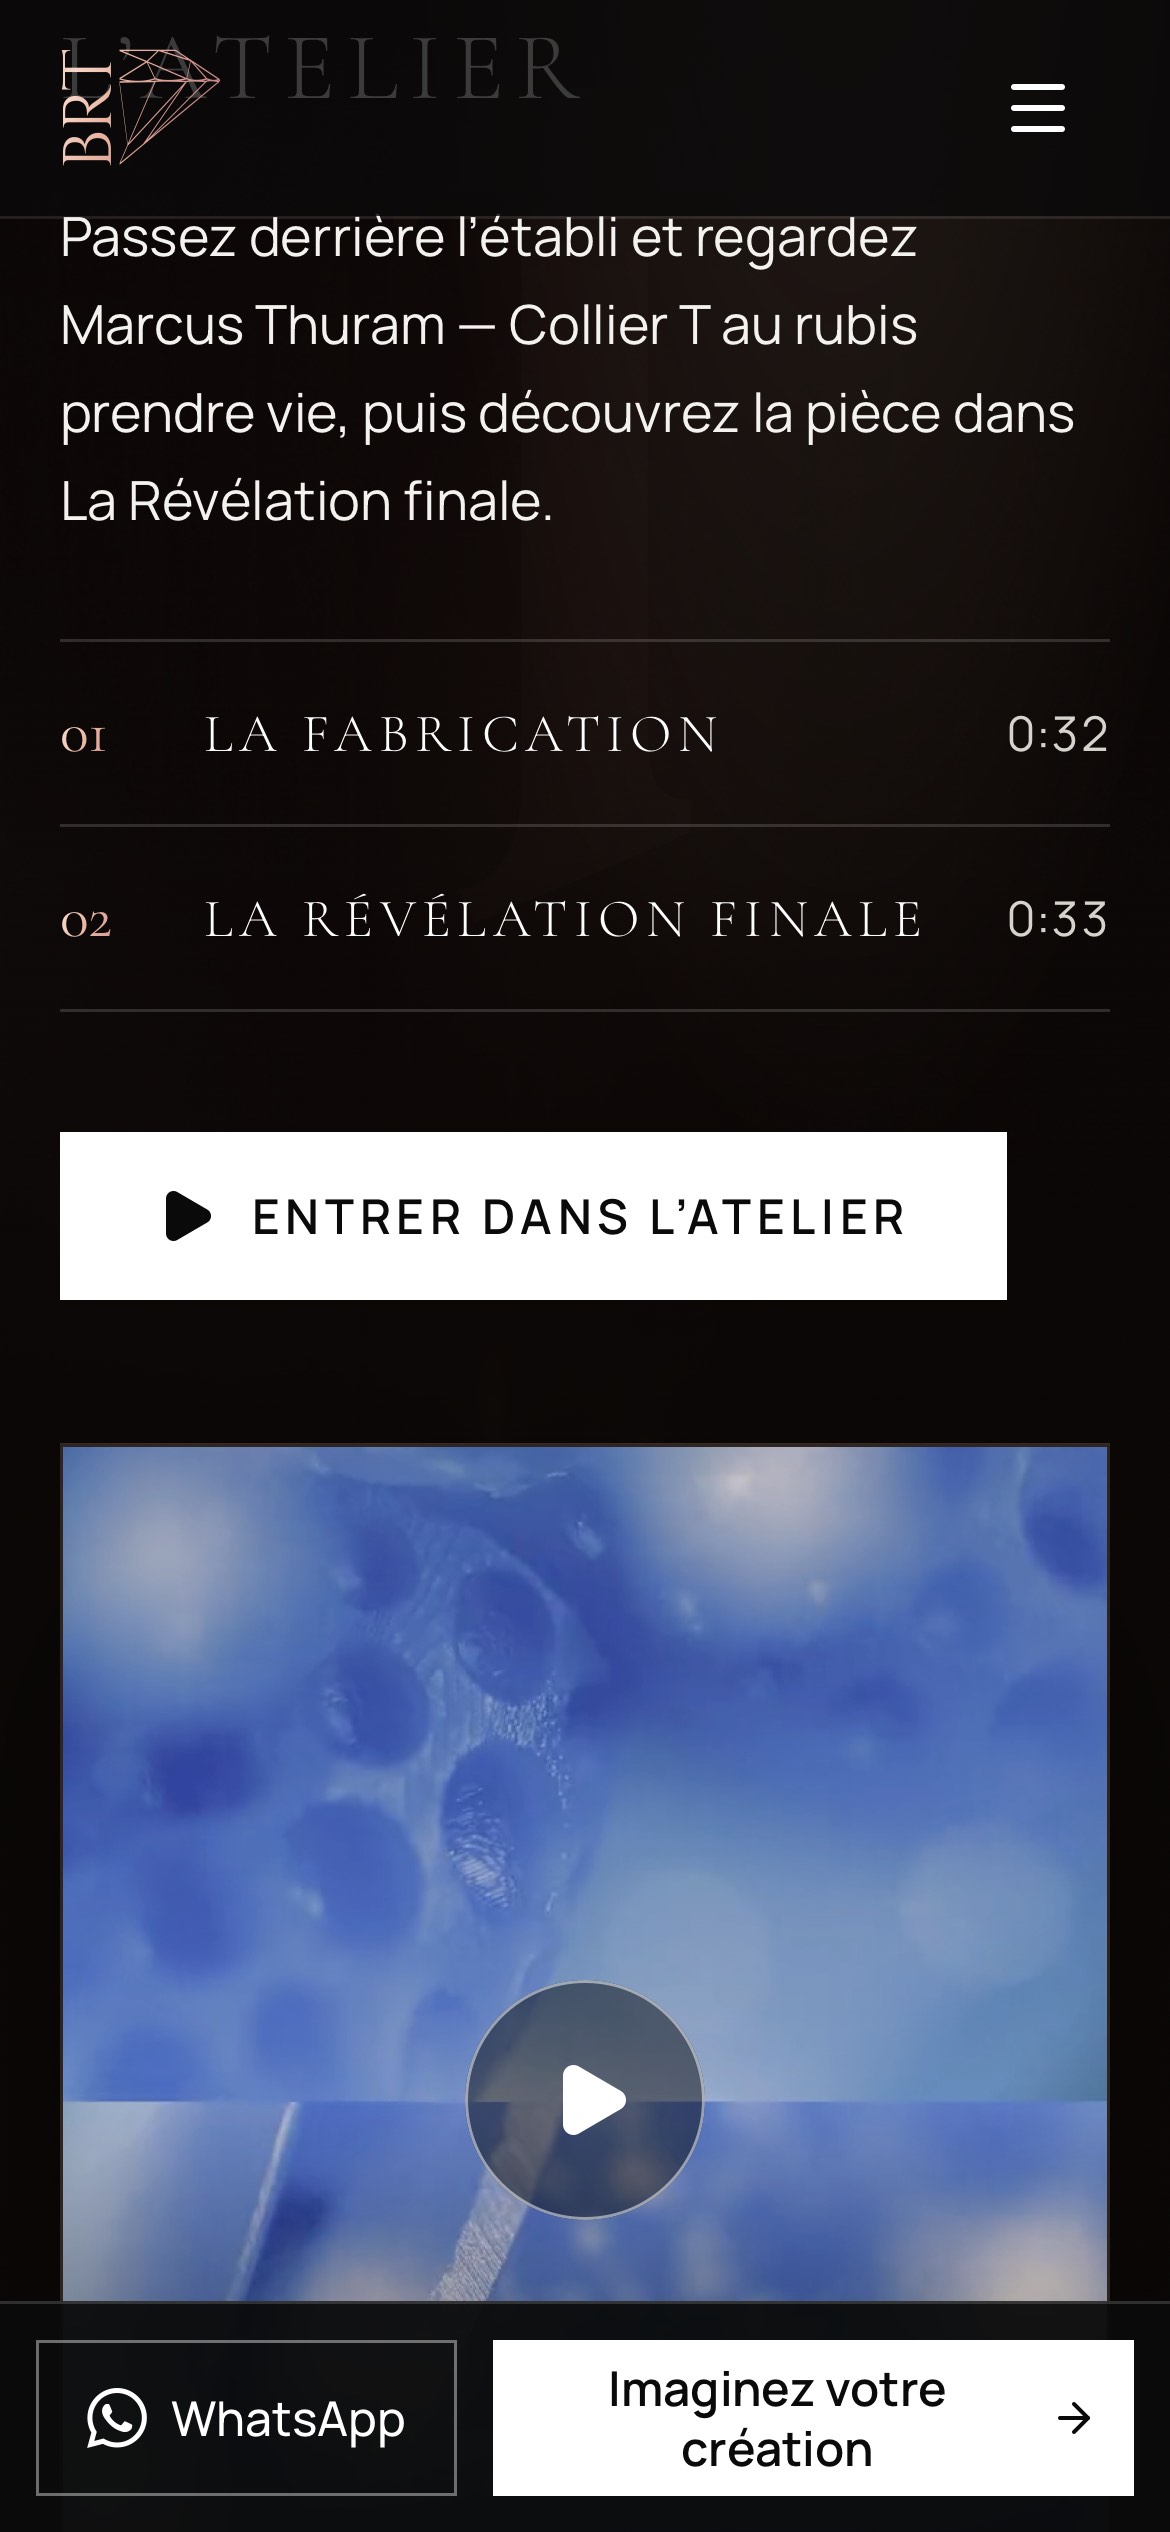 L’ATELIER
BRT
Passez derrière l’établi et regardez
Marcus Thuram — Collier T au rubis
prendre vie, puis découvrez la pièce dans
La Révélation finale.
01 LA FABRICATION 0:32
02 LA RÉVÉLATION FINALE 0:33
ENTRER DANS L’ATELIER
WhatsApp
Imaginez votre
création